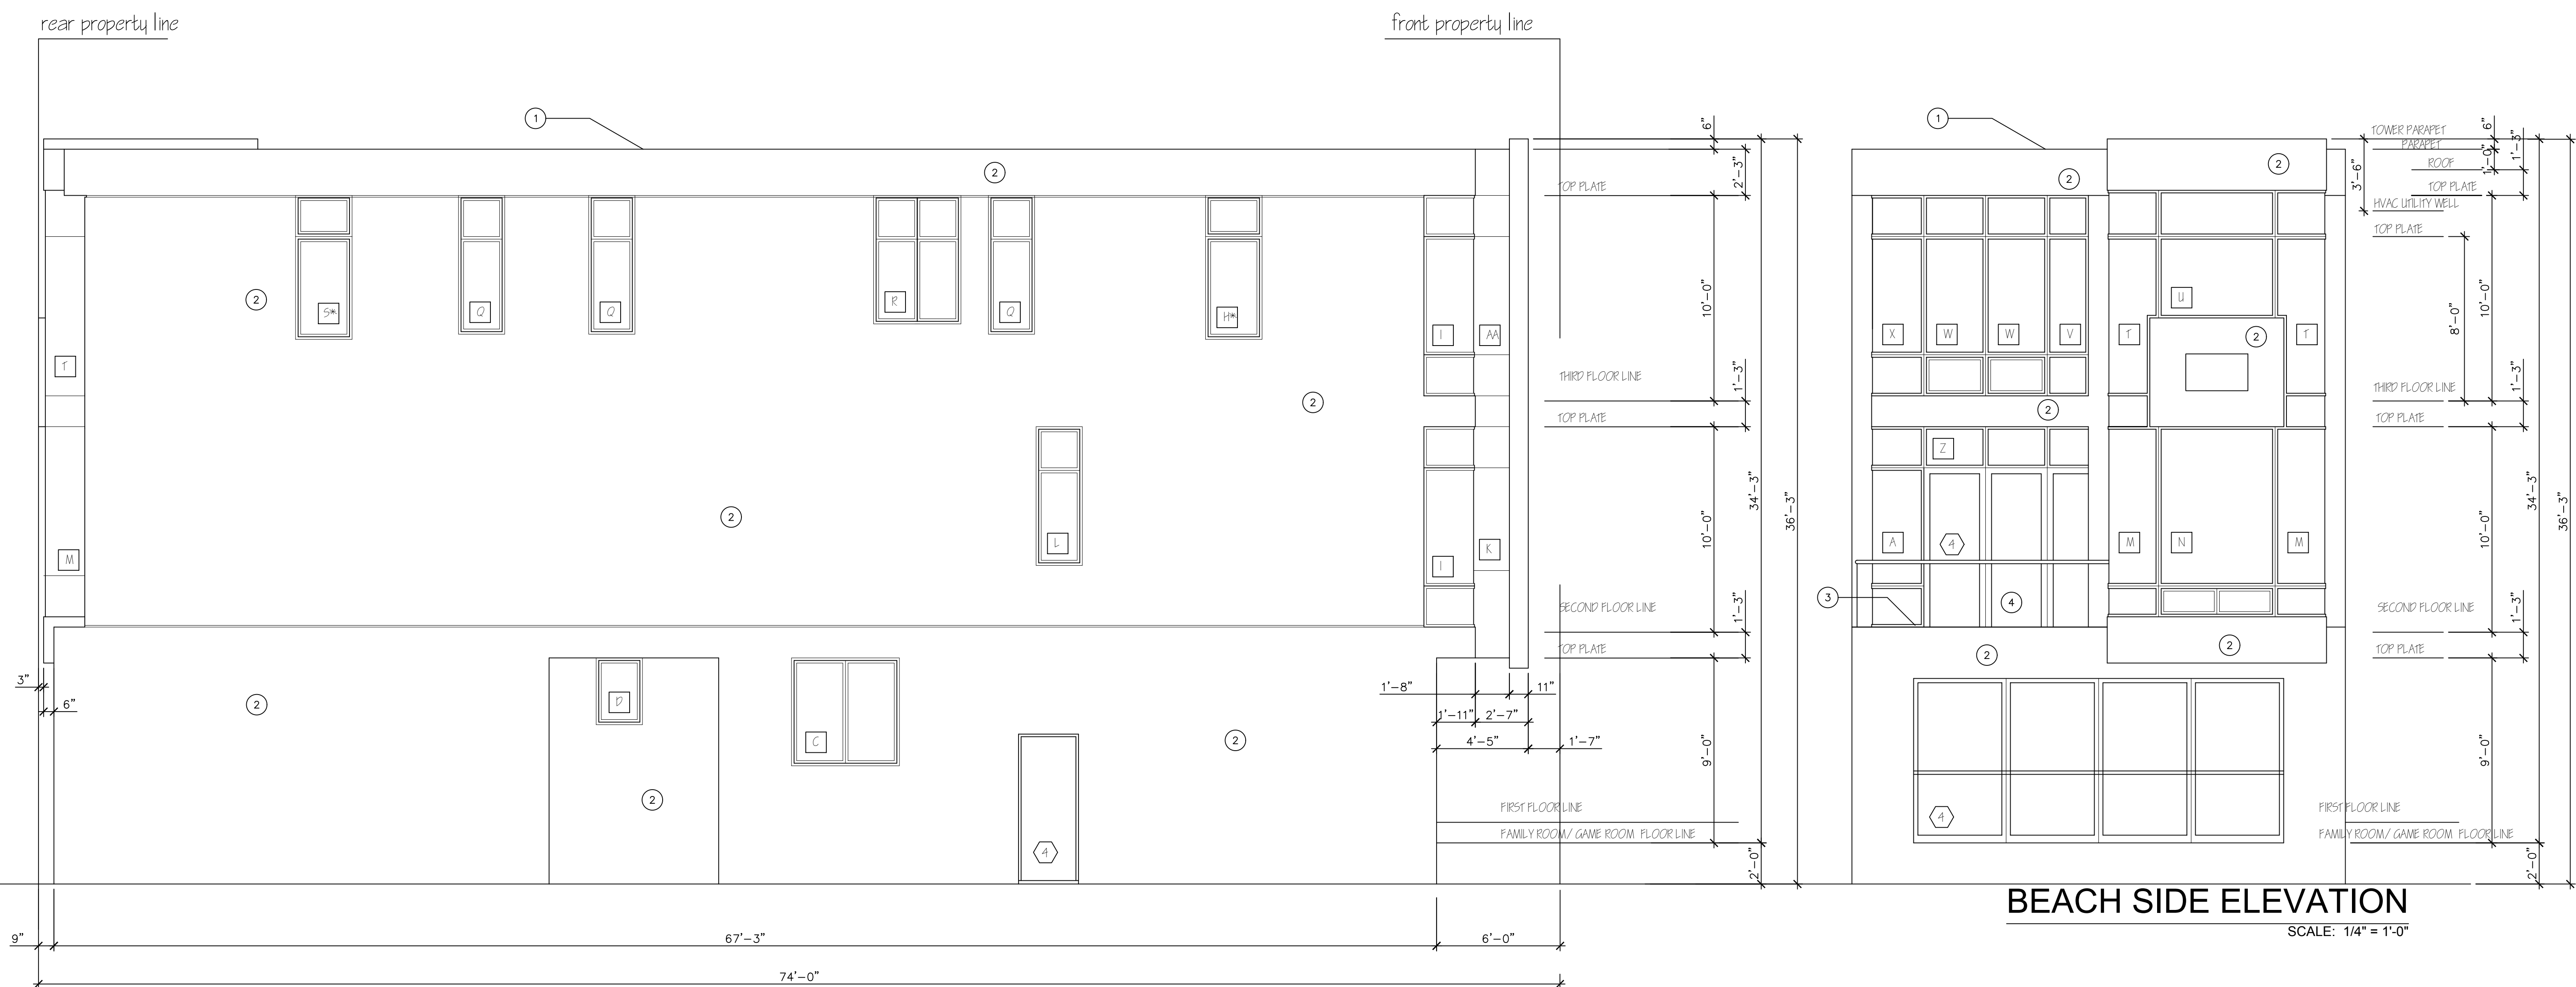 rear property line
front property line
1
1
6"
2'-3"
2
TOP PLATE
2
2
TOWER PARAPET
PARAPET
ROOF
TOP PLATE
HVAC UTILITY WELL
TOP PLATE
6"
1'-0"
1'-3"
3'-6"
2
S*
Q
Q
R
Q
H*
I
AA
T
10'-0"
X
W
W
V
T
U
2
T
8'-0"
10'-0"
THIRD FLOOR LINE
1'-3"
TOP PLATE
2
2
THIRD FLOOR LINE
1'-3"
TOP PLATE
2
L
I
K
M
10'-0"
34'-3"
36'-3"
Z
A
4
M
N
M
10'-0"
34'-3"
36'-3"
SECOND FLOOR LINE
1'-3"
TOP PLATE
3
4
2
2
SECOND FLOOR LINE
1'-3"
TOP PLATE
3"
6"
2
D
C
2
2
4
1'-8"
11"
1'-11"
2'-7"
4'-5"
1'-7"
9'-0"
FIRST FLOOR LINE
FAMILY ROOM/ GAME ROOM FLOOR LINE
2'-0"
4
9'-0"
FIRST FLOOR LINE
FAMILY ROOM/ GAME ROOM FLOOR LINE
2'-0"
BEACH SIDE ELEVATION
SCALE: 1/4" = 1'-0"
9"
67'-3"
6'-0"
74'-0"